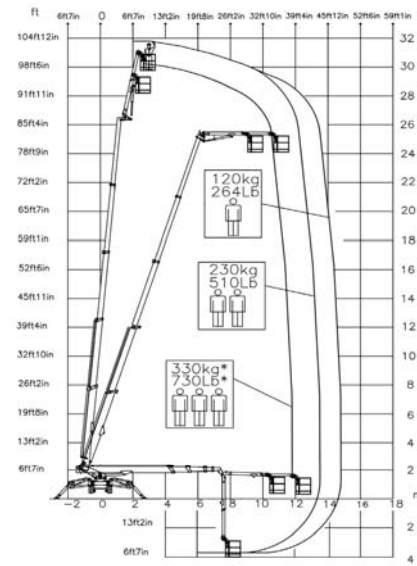 ft
6ft7in 0 6ft7in 13ft2in 19ft8in 26ft2in 32ft10in 39ft4in 45ft12in 52ft6in 59ft1in
104ft12in 32
98ft6in 30
91ft11in 28
85ft4in 26
78ft9in 24
72ft2in 22
65ft7in 20
59ft1in 18
52ft6in 16
45ft11in 14
39ft4in 12
32ft10in 10
26ft2in 8
19ft8in 6
13ft2in 4
6ft7in 2
120kg
264Lb
230kg
510Lb
330kg*
730Lb*
m
-2 0 2 4 6 8 10 12 14 16 18
13ft2in 2
6ft7in 4